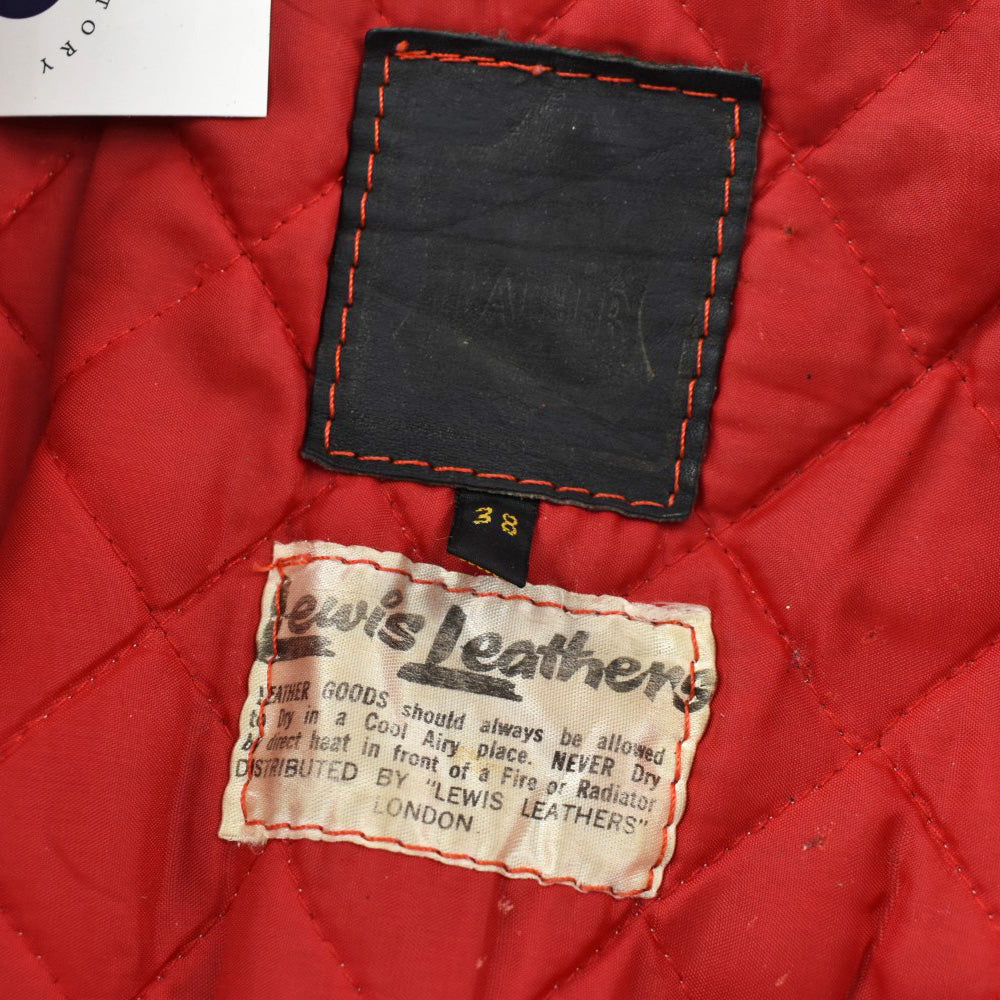 TORY
38
Lewis Leathers
LEATHER GOODS should always be allowed
to Dry in a Cool Airy place. NEVER Dry
by direct heat in front of a Fire or Radiator
DISTRIBUTED BY "LEWIS LEATHERS"
LONDON.